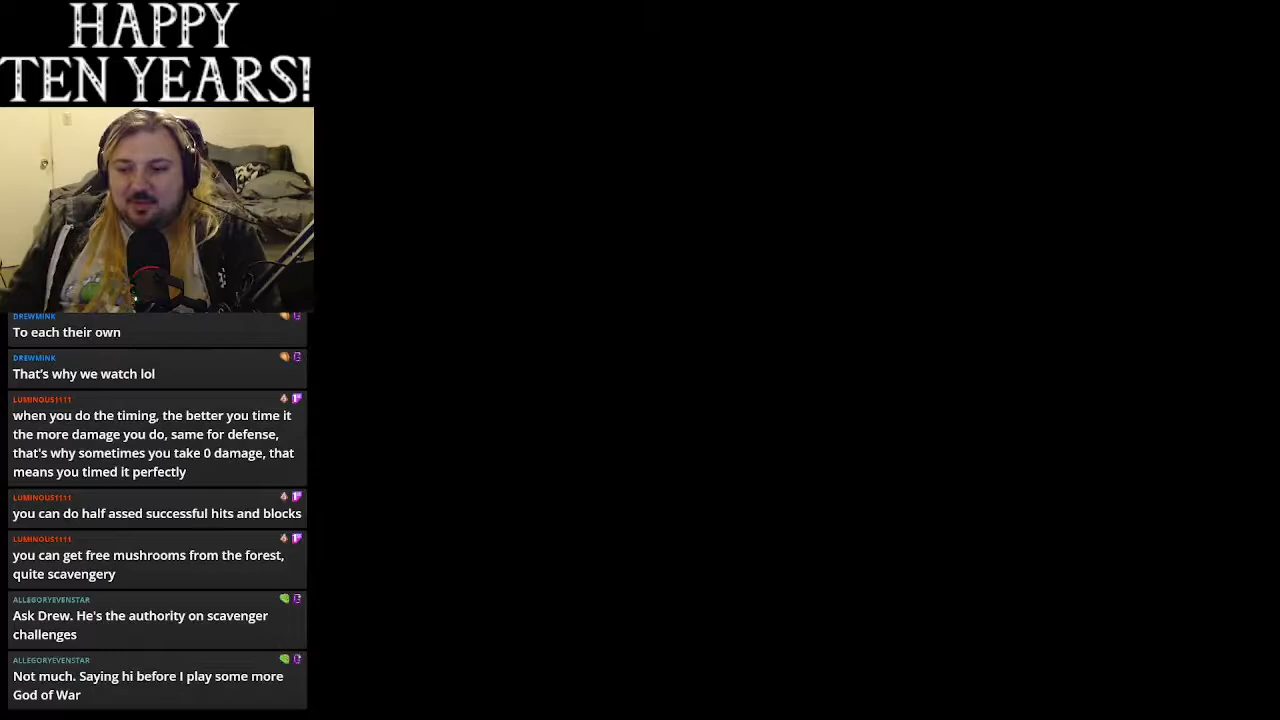 HAPPY
TEN YEARS!
DREWMINK
To each their own
DREWMINK
That's why we watch lol
LUMINOUS1111
when you do the timing, the better you time it
the more damage you do, same for defense,
that's why sometimes you take 0 damage, that
means you timed it perfectly
LUMINOUS1111
you can do half assed successful hits and blocks
LUMINOUS1111
you can get free mushrooms from the forest,
quite scavengery
ALLEGORYEVENSTAR
Ask Drew. He's the authority on scavenger
challenges
ALLEGORYEVENSTAR
Not much. Saying hi before I play some more
God of War